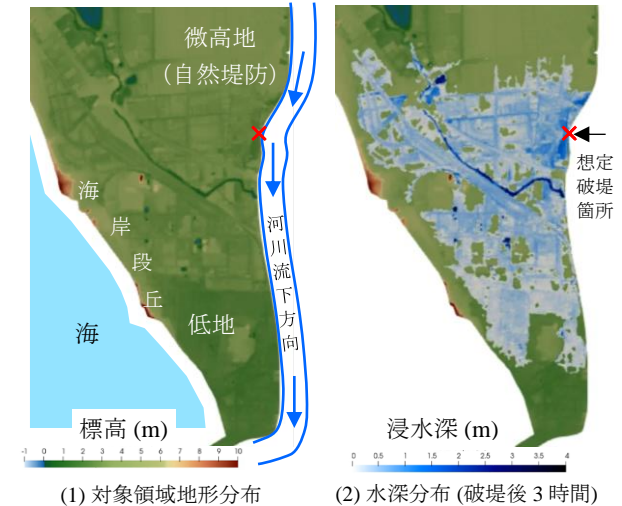 微高地
(自然堤防)
海岸段丘
河川流下方向
低地
海
標高 (m)
-1 0 1 2 3 4 5 6 7 8 9 10
(1) 対象領域地形分布
想定
破堤
箇所
浸水深 (m)
0 0.5 1 1.5 2 2.5 3 3.5 4
(2) 水深分布 (破堤後 3 時間)